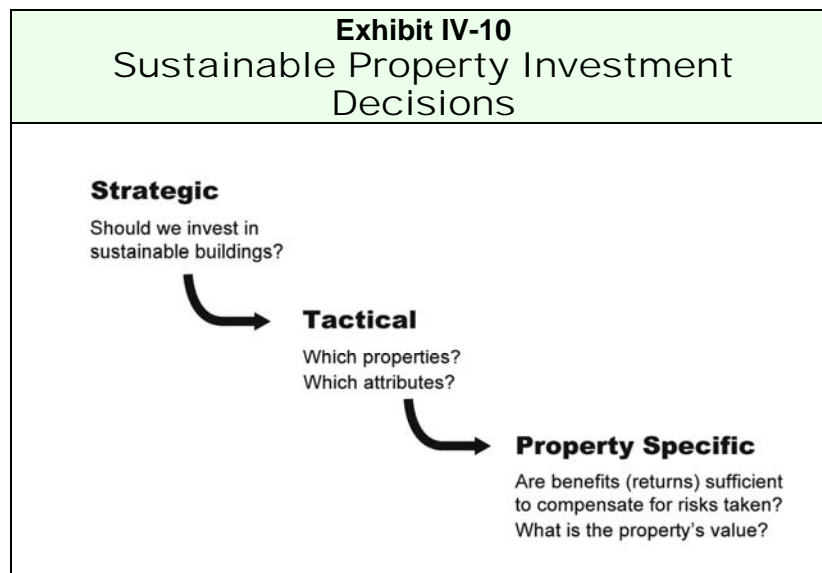 Exhibit IV-10
Sustainable Property Investment
Decisions
Strategic
Should we invest in
sustainable buildings?
Tactical
Which properties?
Which attributes?
Property Specific
Are benefits (returns) sufficient
to compensate for risks taken?
What is the property's value?